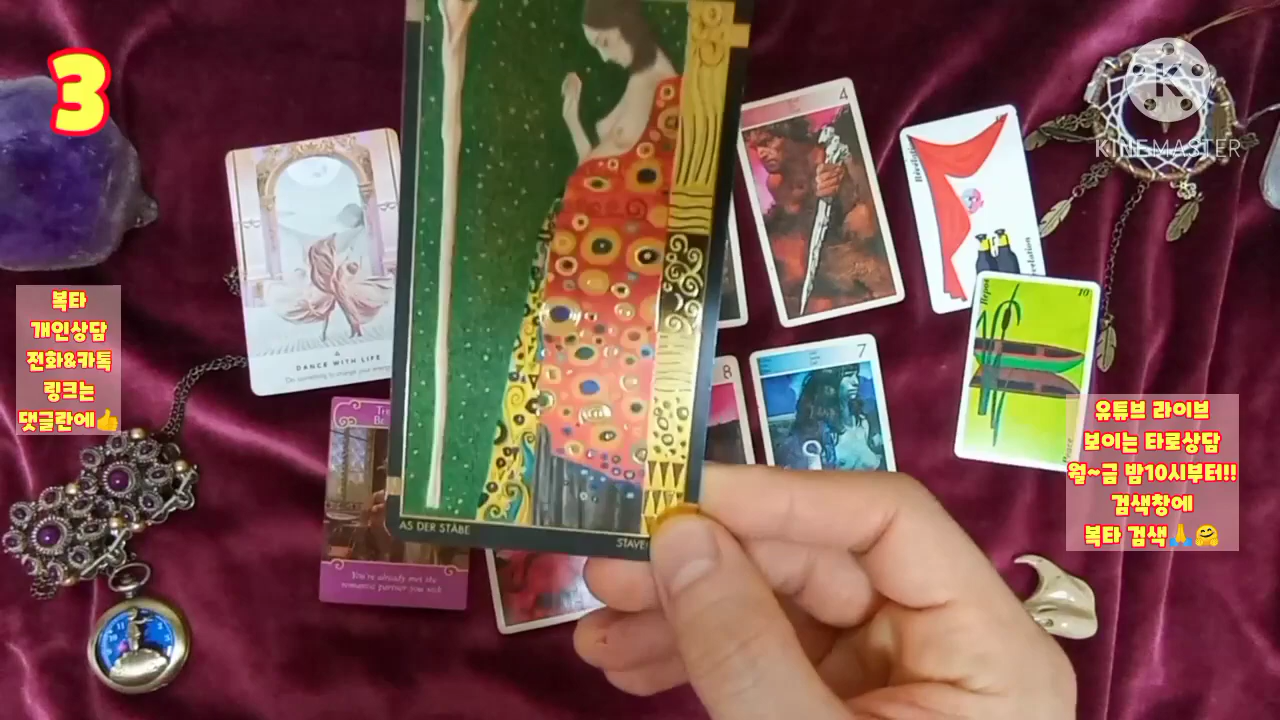 3
KINEMASTER
복타
개인상담
전화&카톡
링크는
댓글란에👍
4
Révélation
10
Repos
DANCE WITH LIFE
8
7
AS DER STÄBE
You're already met the
romantic partner you wish
유튜브 라이브
보이는 타로상담
월~금 밤10시부터!!
검색창에
복타 검색🙏🤗